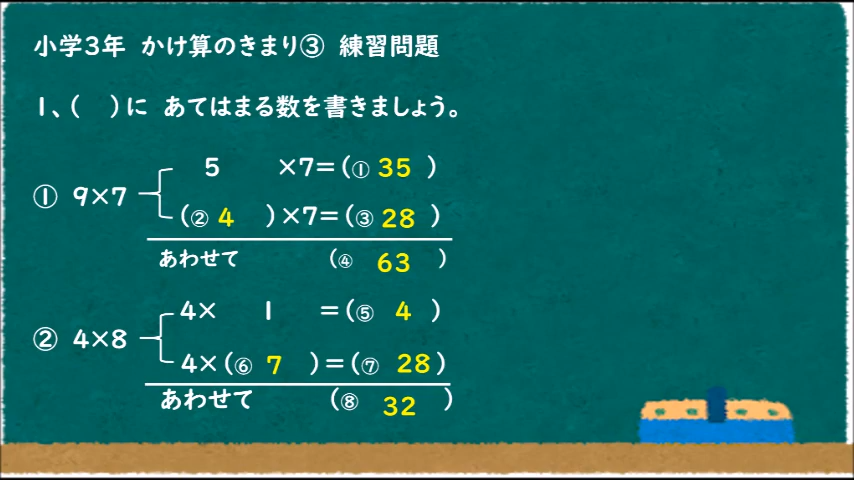 小学3年 かけ算のきまり③ 練習問題
1、( )に あてはまる数を書きましょう。
5 ×7=(① 35 )
① 9×7
(② 4 )×7=(③ 28 )
あわせて (④ 63 )
4× 1 =(⑤ 4 )
② 4×8
4×(⑥ 7 )=(⑦ 28)
あわせて (⑧ 32 )